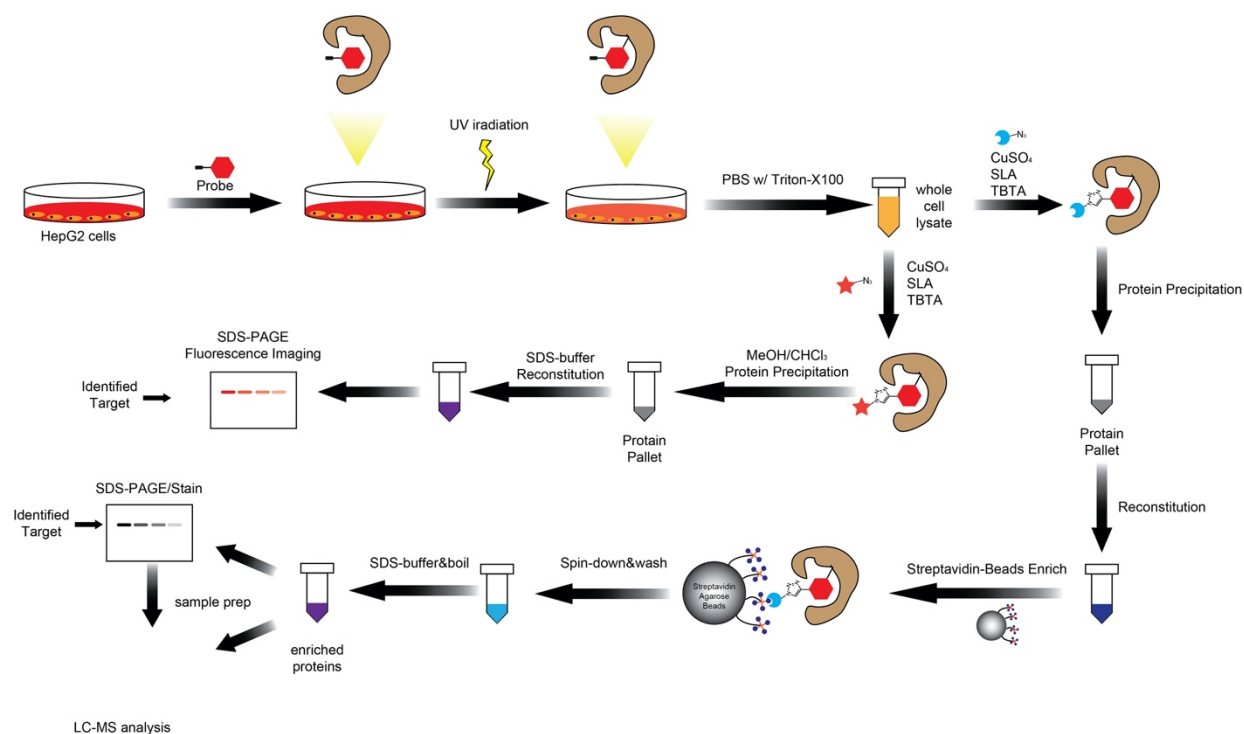 UV iradiation
Probe
HepG2 cells
PBS w/ Triton-X100
whole
cell
lysate
N₃
CuSO₄
SLA
TBTA
N₃
CuSO₄
SLA
TBTA
Protein Precipitation
SDS-PAGE
Fluorescence Imaging
Identified
Target
SDS-buffer
Reconstitution
MeOH/CHCl₃
Protein Precipitation
Protain
Pallet
Protain
Pallet
Reconstitution
SDS-PAGE/Stain
Identified
Target
sample prep
enriched
proteins
SDS-buffer&boil
Spin-down&wash
Streptavidin
Agarose
Beads
Streptavidin-Beads Enrich
LC-MS analysis